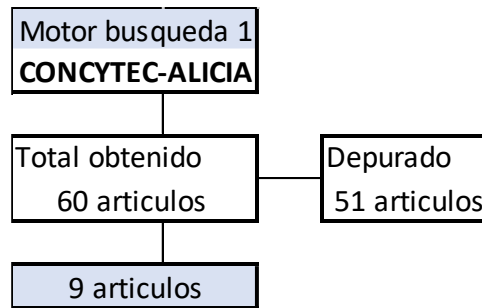 Motor busqueda 1
CONCYTEC-ALICIA
Total obtenido
60 articulos
Depurado
51 articulos
9 articulos